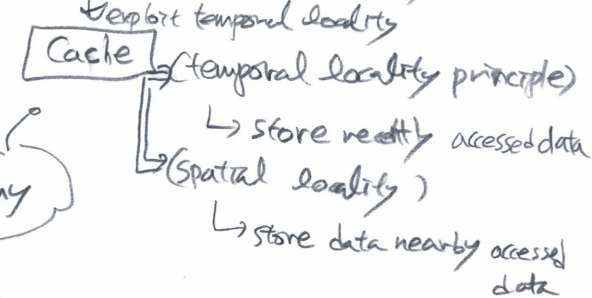 exploit temporal locality
Cache
(temporal locality principle)
store recently accessed data
(spatial locality)
store data nearby accessed
data